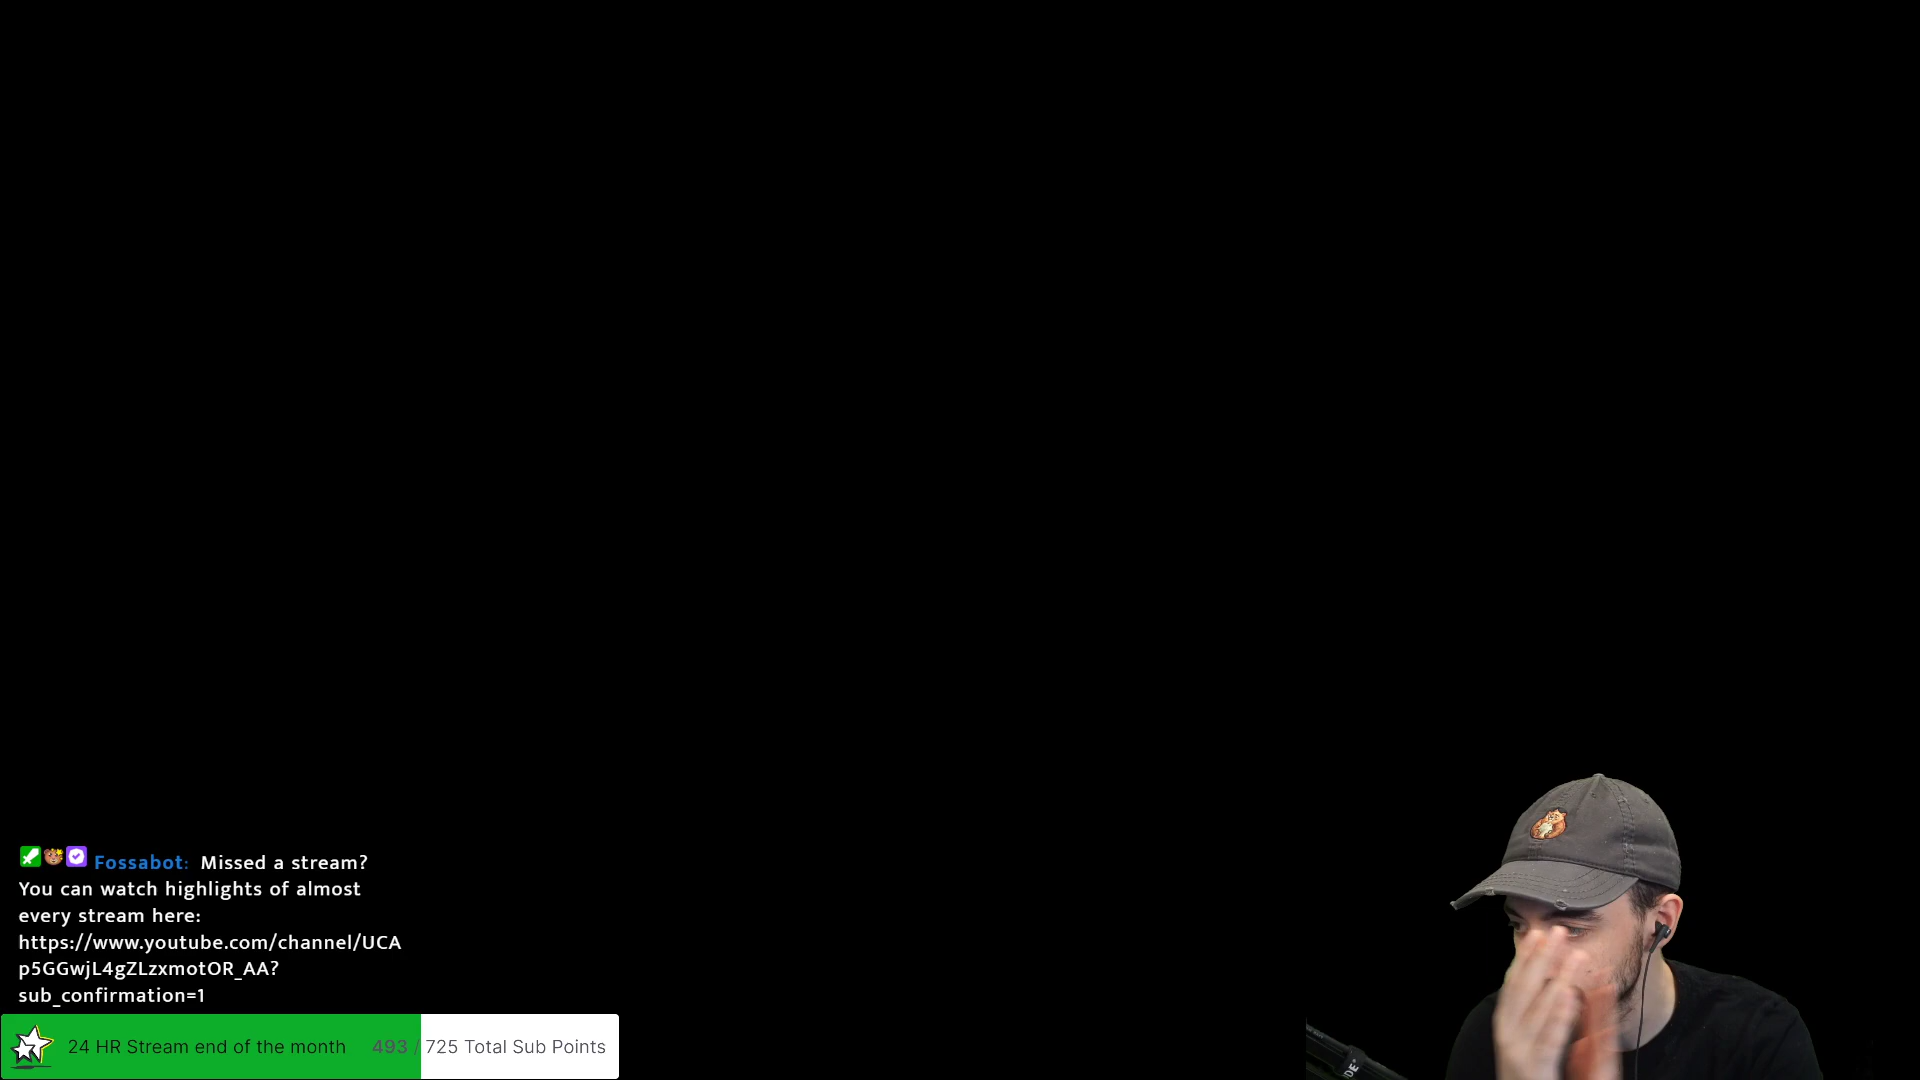 Fossabot: Missed a stream?
You can watch highlights of almost
every stream here:
https://www.youtube.com/channel/UCA
p5GGwjL4gZLzxmotOR_AA?
sub_confirmation=1
24 HR Stream end of the month 493 / 725 Total Sub Points